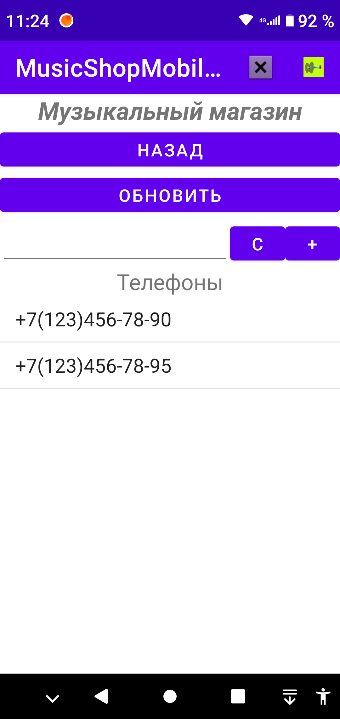 11:24 4G 92 %
MusicShopMobil...
Музыкальный магазин
НАЗАД
ОБНОВИТЬ
C +
Телефоны
+7(123)456-78-90
+7(123)456-78-95